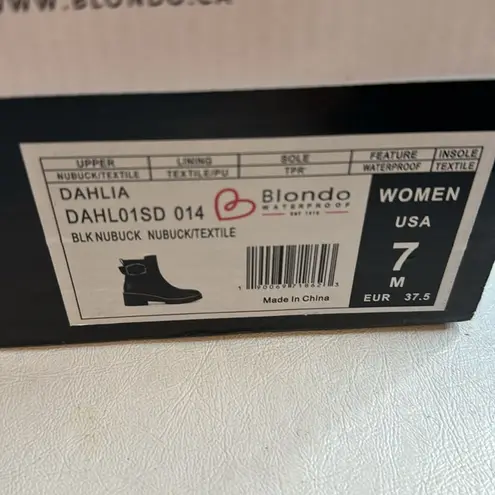 WWW.BLONDO.CA
UPPER LINING SOLE FEATURE INSOLE
NUBUCK/TEXTILE TEXTILE/PU TPR WATERPROOF TEXTILE
DAHLIA
DAHL01SD 014
BLK NUBUCK NUBUCK/TEXTILE
Blondo
WATERPROOF
EST 1910
Made in China
WOMEN
USA
7
M
EUR 37.5